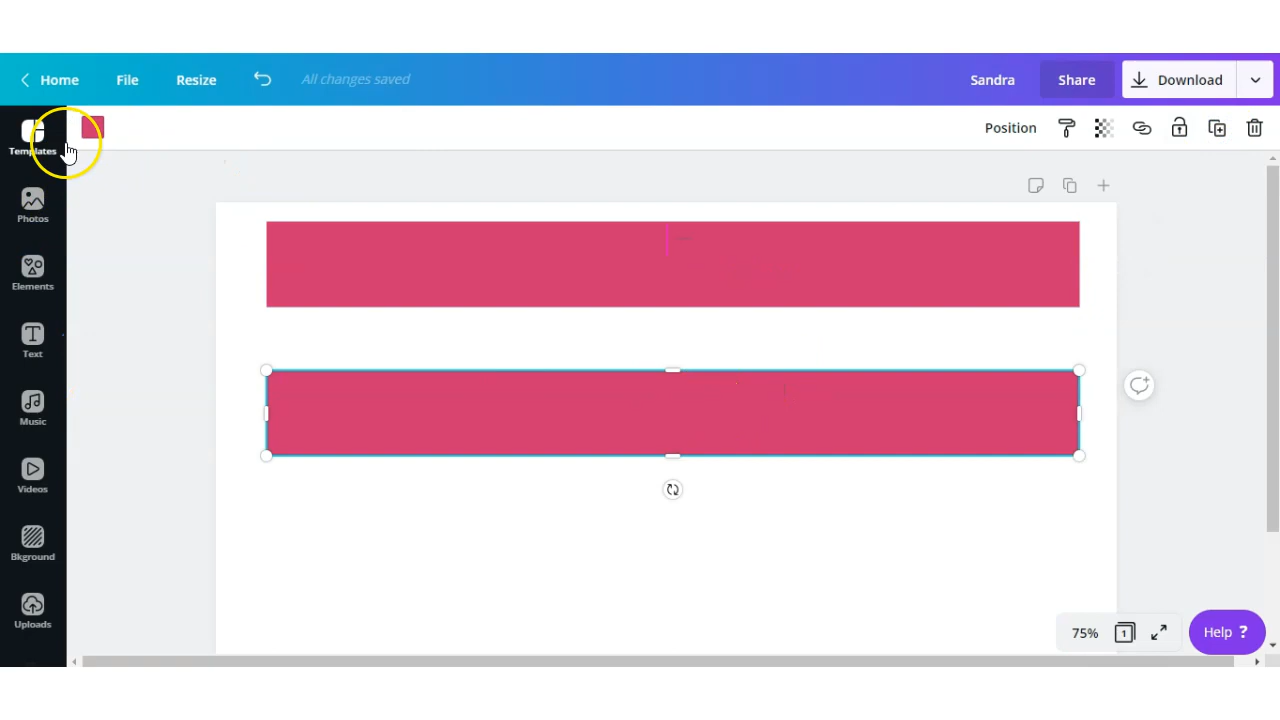 Home File Resize All changes saved Sandra Share Download
Templates Position
Photos
Elements
Text
Music
Videos
Bkground
Uploads
75% 1 Help ?